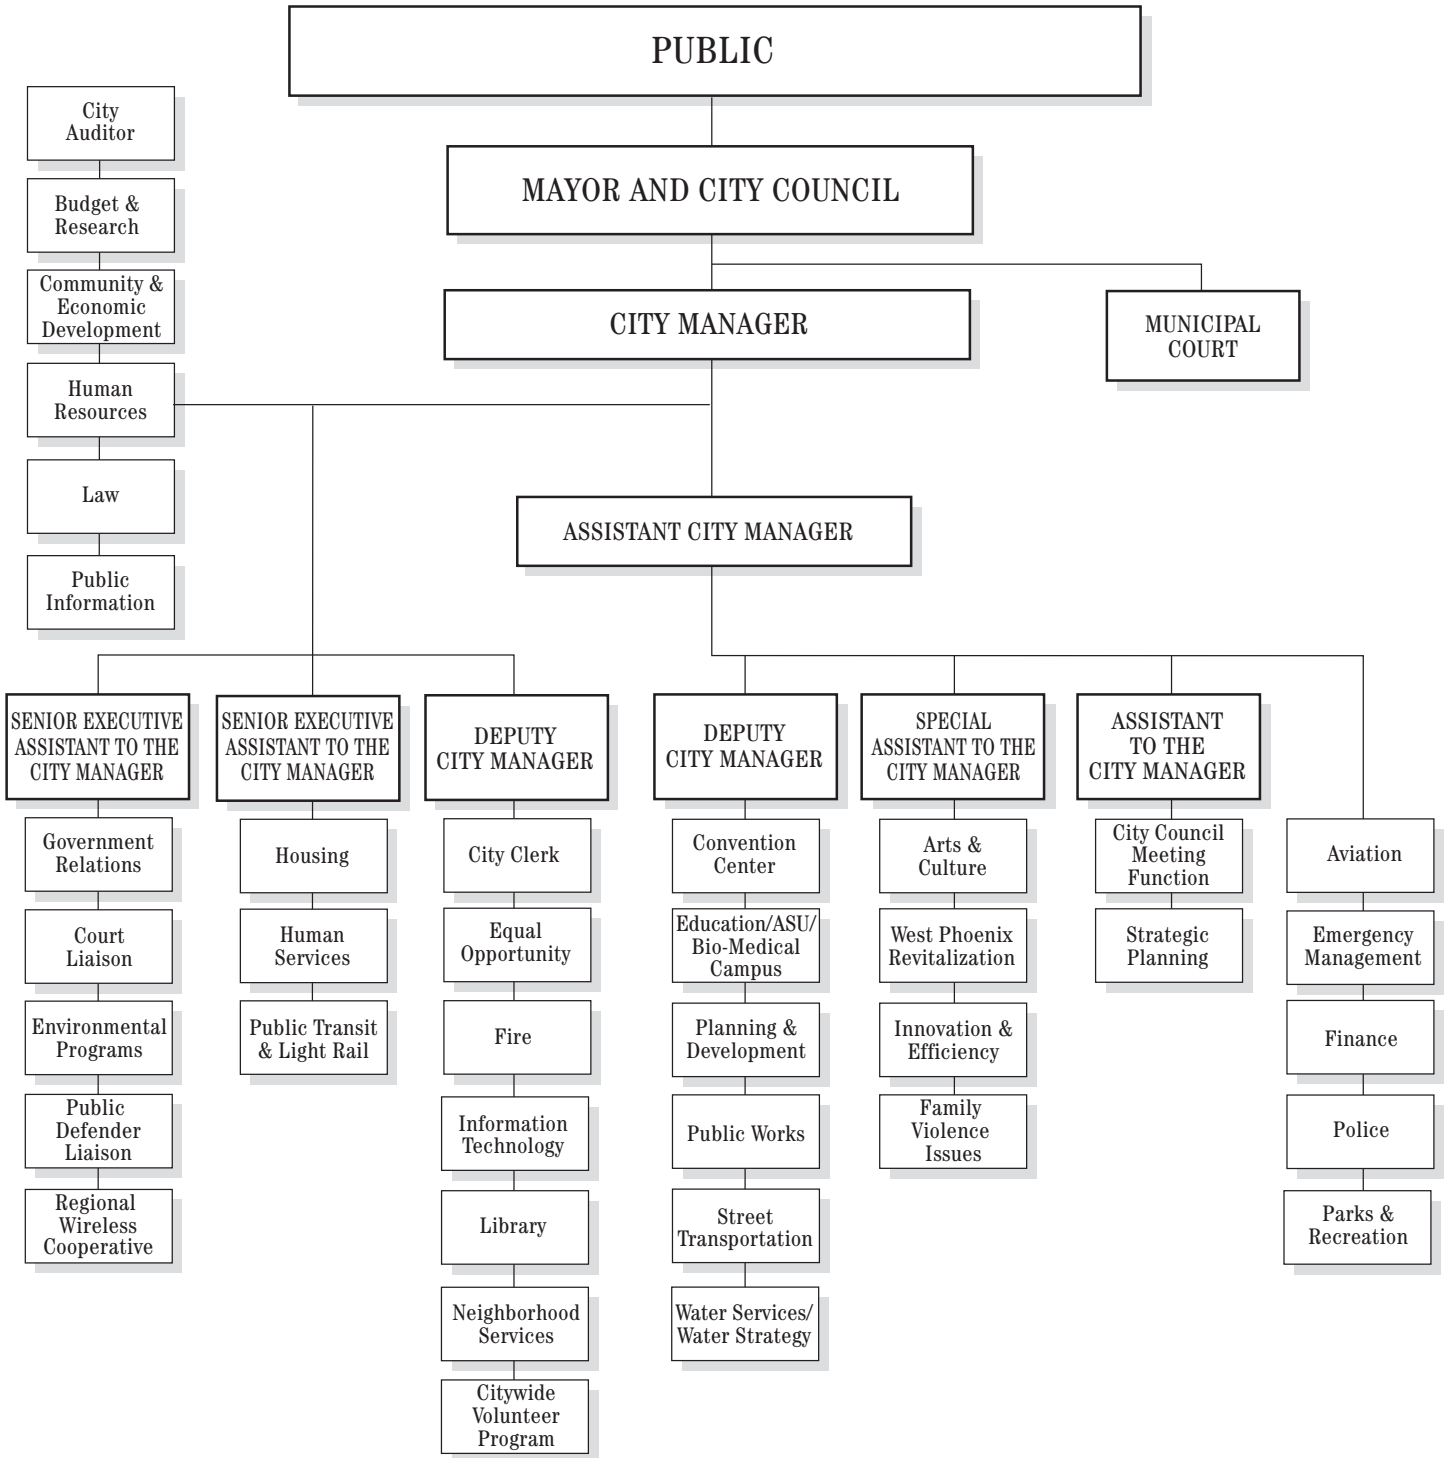 PUBLIC
MAYOR AND CITY COUNCIL
CITY MANAGER
MUNICIPAL
COURT
City
Auditor
Budget &
Research
Community &
Economic
Development
Human
Resources
Law
Public
Information
ASSISTANT CITY MANAGER
SENIOR EXECUTIVE
ASSISTANT TO THE
CITY MANAGER
Government
Relations
Court
Liaison
Environmental
Programs
Public
Defender
Liaison
Regional
Wireless
Cooperative
SENIOR EXECUTIVE
ASSISTANT TO THE
CITY MANAGER
Housing
Human
Services
Public Transit
& Light Rail
DEPUTY
CITY MANAGER
City Clerk
Equal
Opportunity
Fire
Information
Technology
Library
Neighborhood
Services
Citywide
Volunteer
Program
DEPUTY
CITY MANAGER
Convention
Center
Education/ASU/
Bio-Medical
Campus
Planning &
Development
Public Works
Street
Transportation
Water Services/
Water Strategy
SPECIAL
ASSISTANT TO THE
CITY MANAGER
Arts &
Culture
West Phoenix
Revitalization
Innovation &
Efficiency
Family
Violence
Issues
ASSISTANT
TO THE
CITY MANAGER
City Council
Meeting
Function
Strategic
Planning
Aviation
Emergency
Management
Finance
Police
Parks &
Recreation